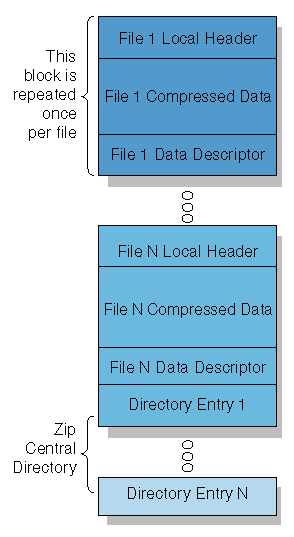 This
block is
repeated
once
per file
File 1 Local Header
File 1 Compressed Data
File 1 Data Descriptor
File N Local Header
File N Compressed Data
File N Data Descriptor
Directory Entry 1
Zip
Central
Directory
Directory Entry N